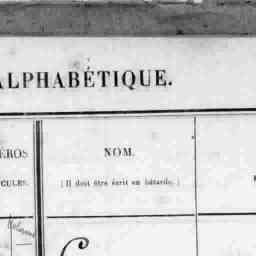 ALPHABÉTIQUE.
ÉROS
CULES.
NOM.
(Il doit être écrit en bâtarde.)